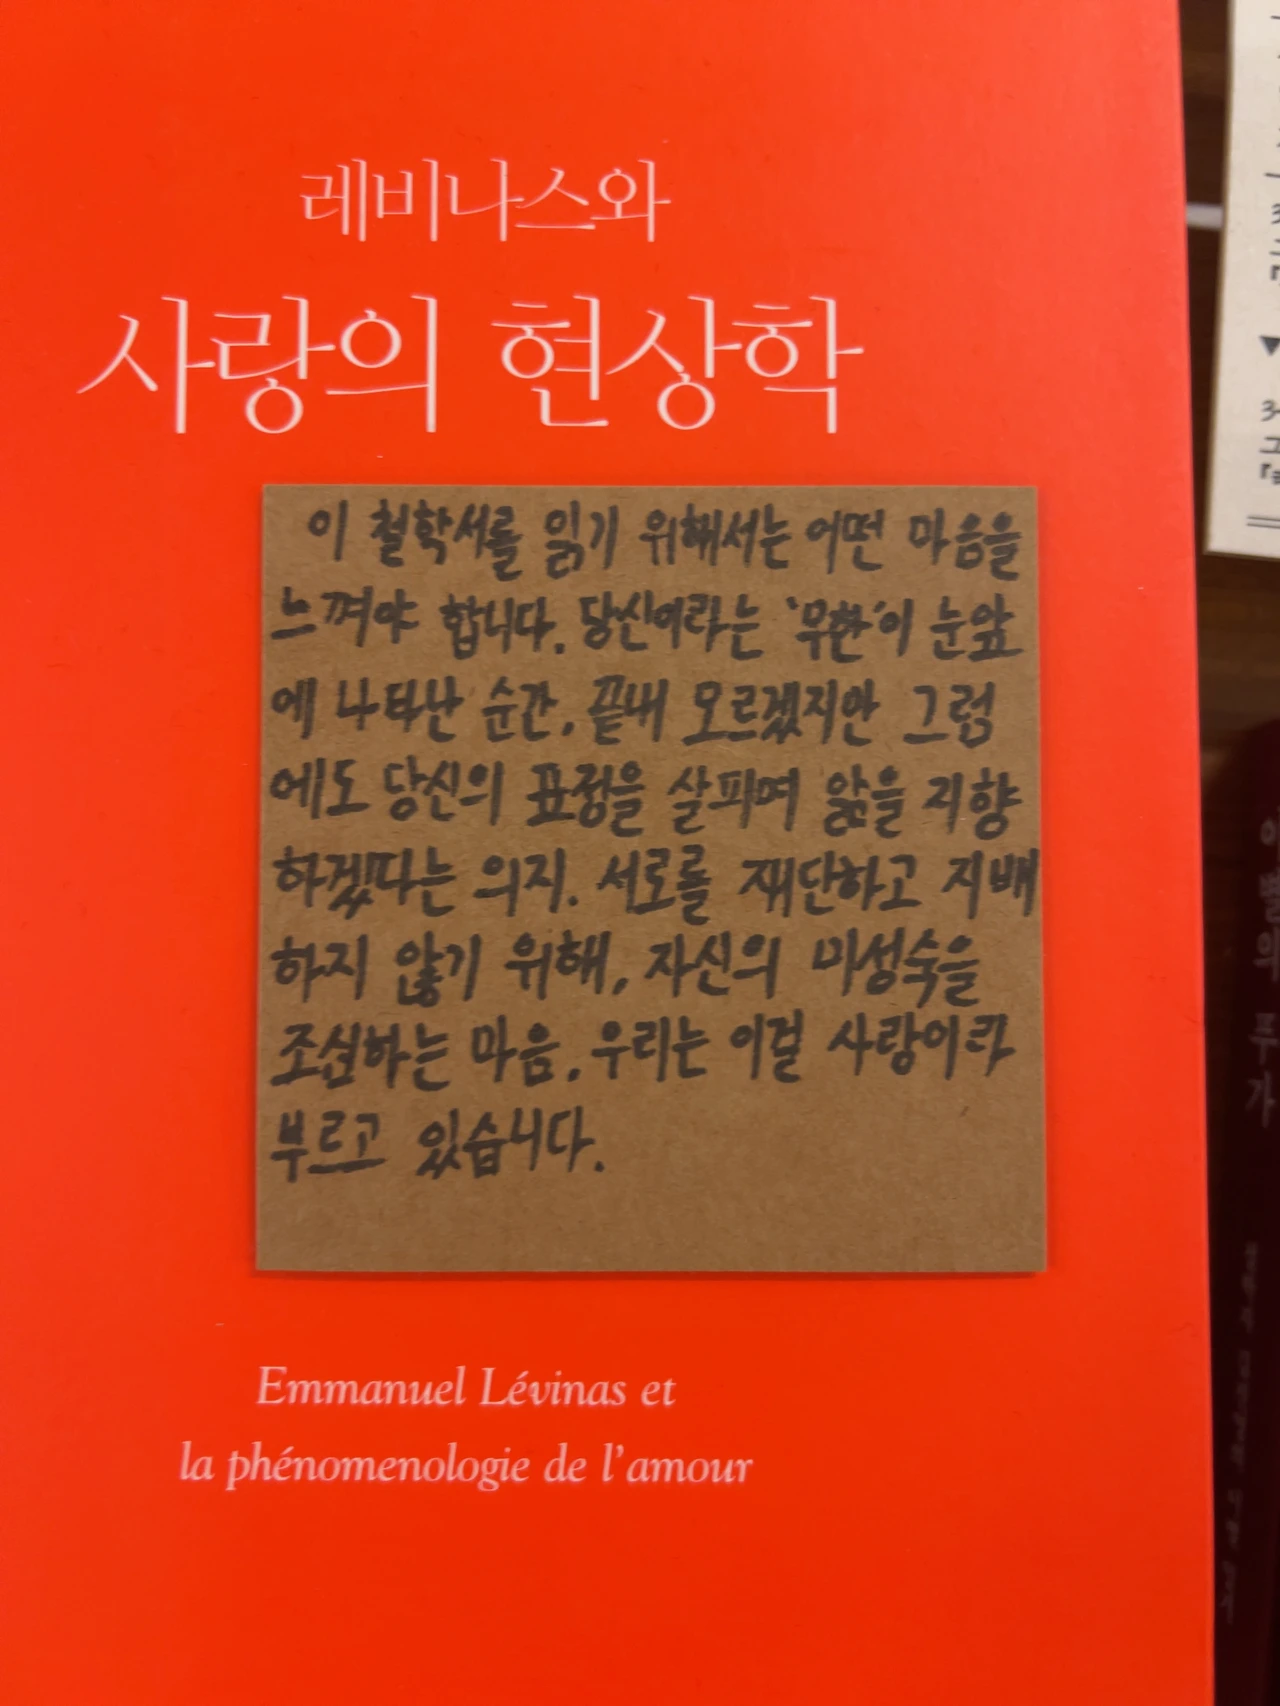 레비나스와
사랑의 현상학
이 철학서를 읽기 위해서는 어떤 마음을
느껴야 합니다. 당신이라는 '무한'이 눈앞
에 나타난 순간, 끝내 모르겠지만 그럼
에도 당신의 표정을 살피며 앎을 지향
하겠다는 의지. 서로를 재단하고 지배
하지 않기 위해, 자신의 미성숙을
조심하는 마음. 우리는 이걸 사랑이라
부르고 있습니다.
Emmanuel Lévinas et
la phénomenologie de l'amour